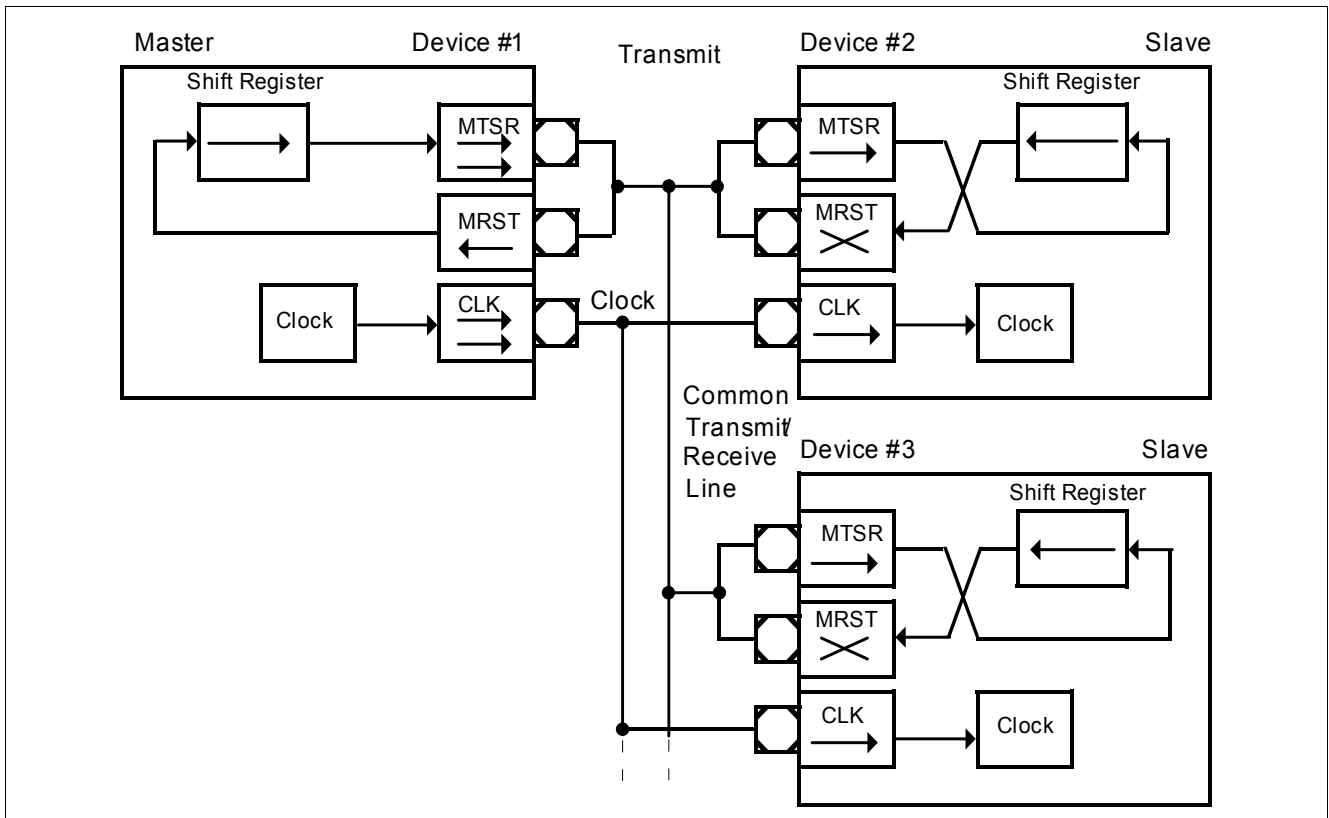 Master
Device #1
Transmit
Device #2
Slave
Shift Register
Shift Register
MTSR
MTSR
MRST
MRST
Clock
CLK
Clock
CLK
Clock
Common
Transmit/
Receive
Line
Device #3
Slave
Shift Register
MTSR
MRST
CLK
Clock